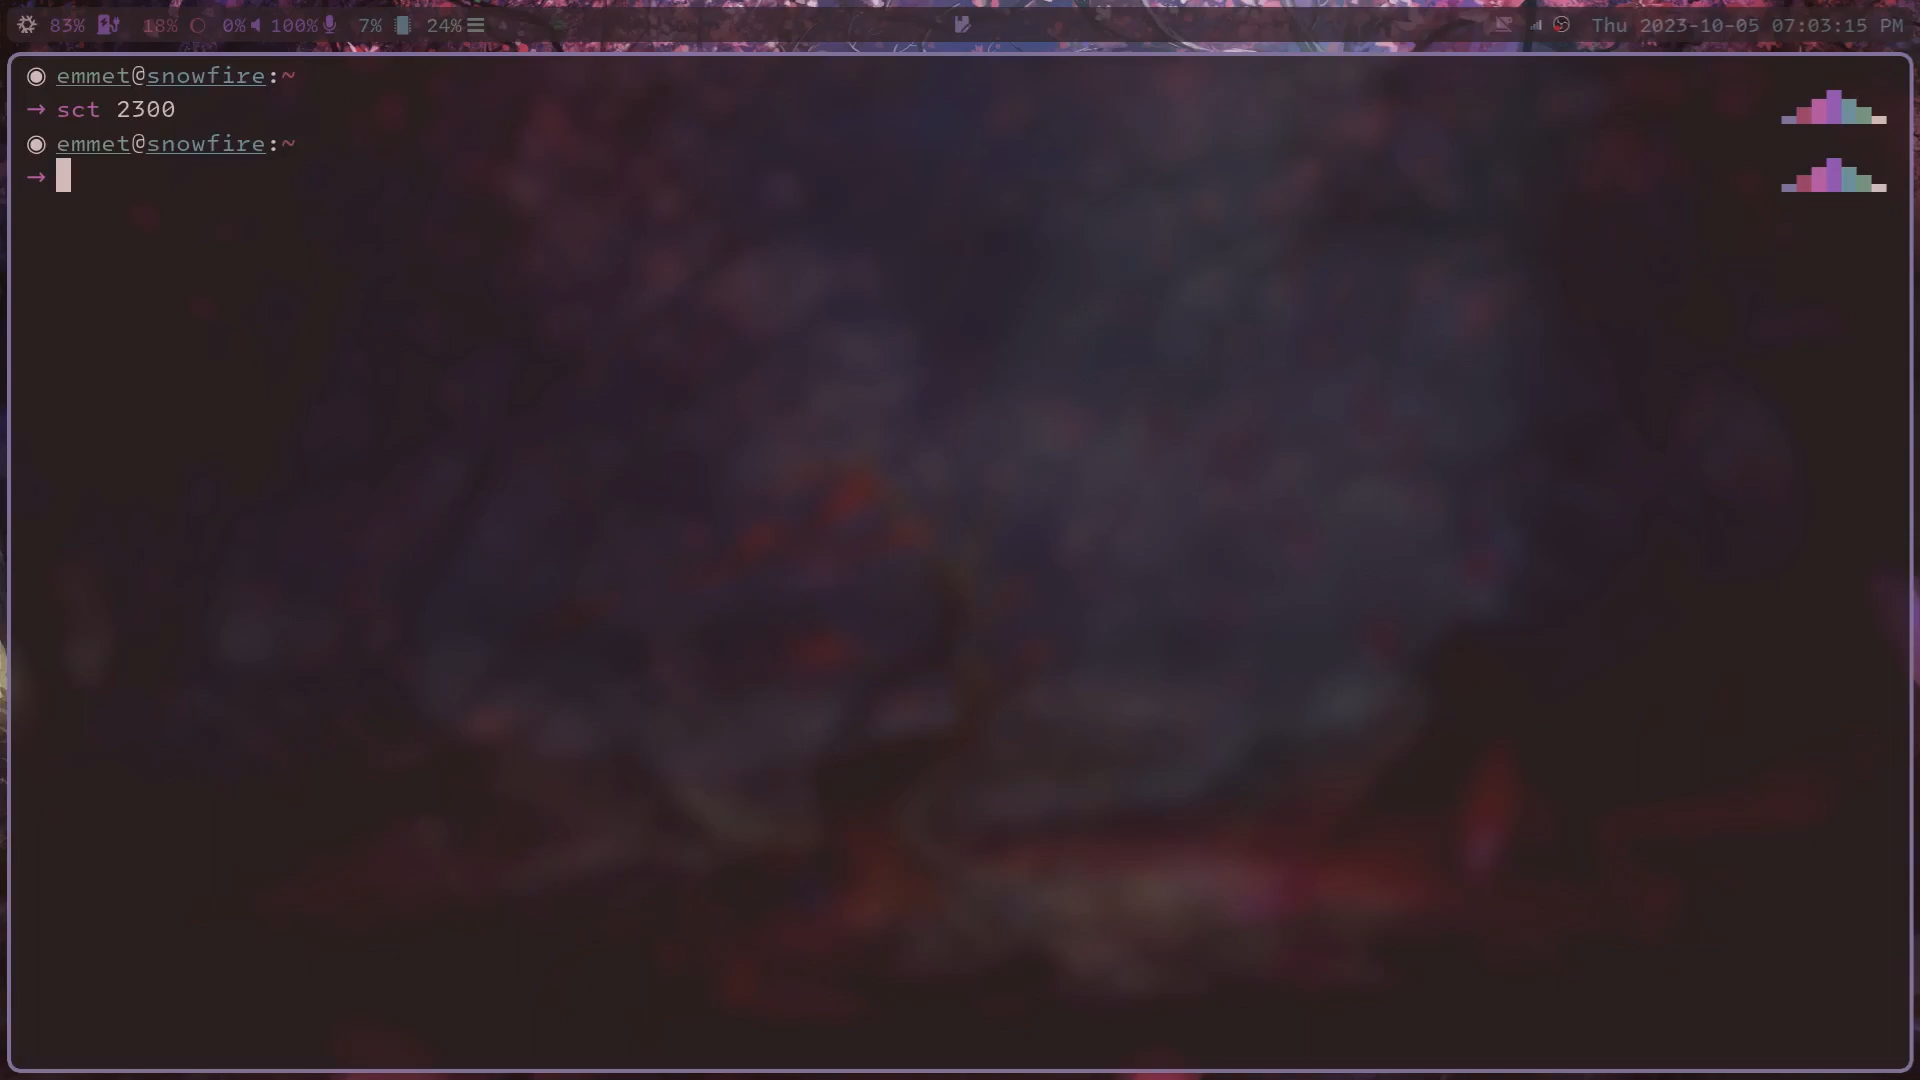 83% 18% 0% 100% 7% 24% Thu 2023-10-05 07:03:15 PM
◉ emmet@snowfire:~
→ sct 2300
◉ emmet@snowfire:~
→